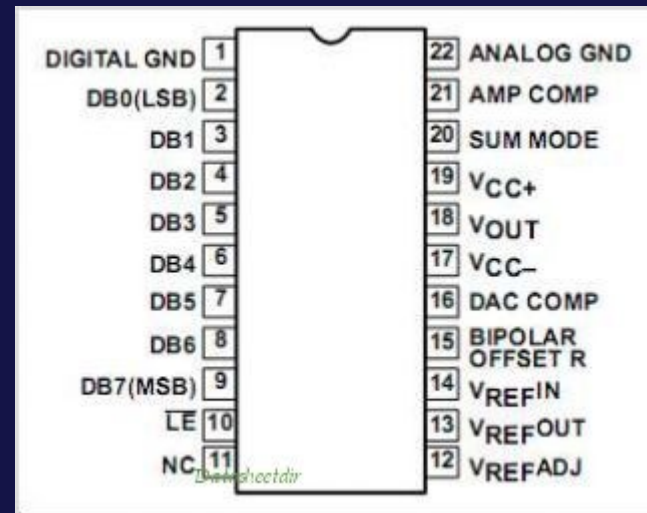 DIGITAL GND 1
DB0(LSB) 2
DB1 3
DB2 4
DB3 5
DB4 6
DB5 7
DB6 8
DB7(MSB) 9
LE 10
NC 11
Datasheetdir
22 ANALOG GND
21 AMP COMP
20 SUM MODE
19 VCC+
18 VOUT
17 VCC–
16 DAC COMP
15 BIPOLAR
OFFSET R
14 VREFIN
13 VREFOUT
12 VREFADJ